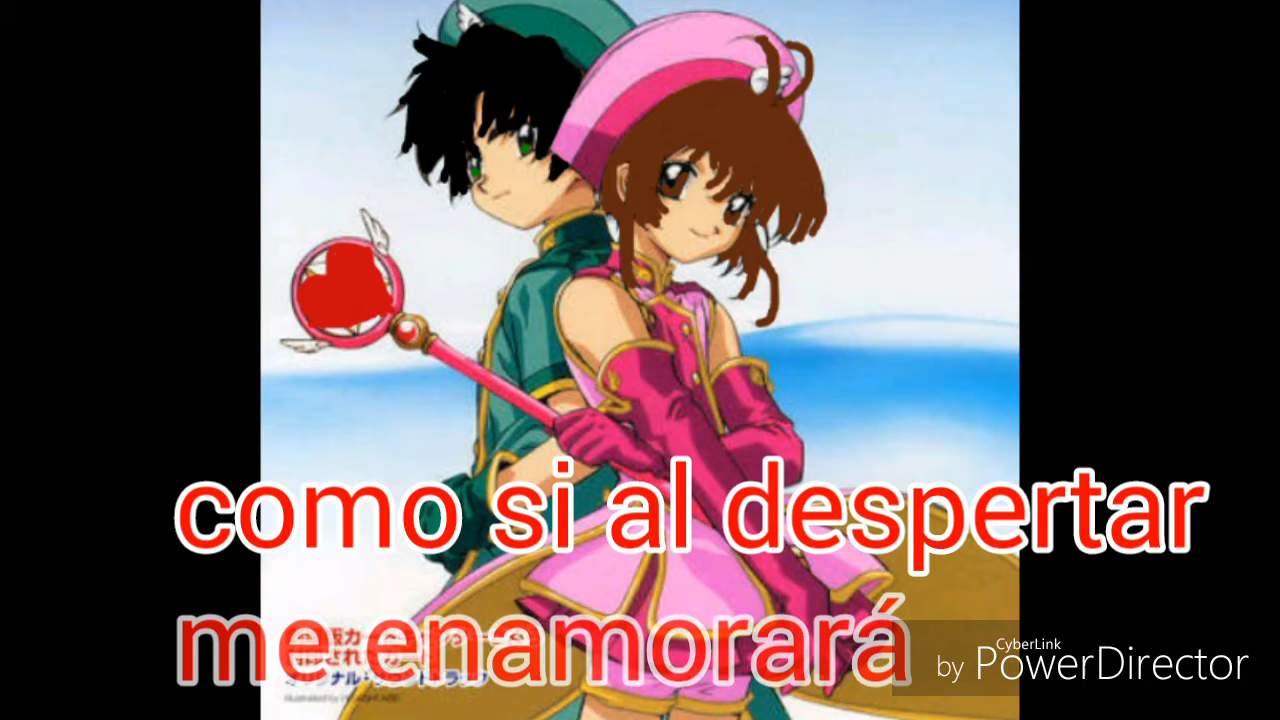 como si al despertar
me enamorará
CyberLink
by PowerDirector